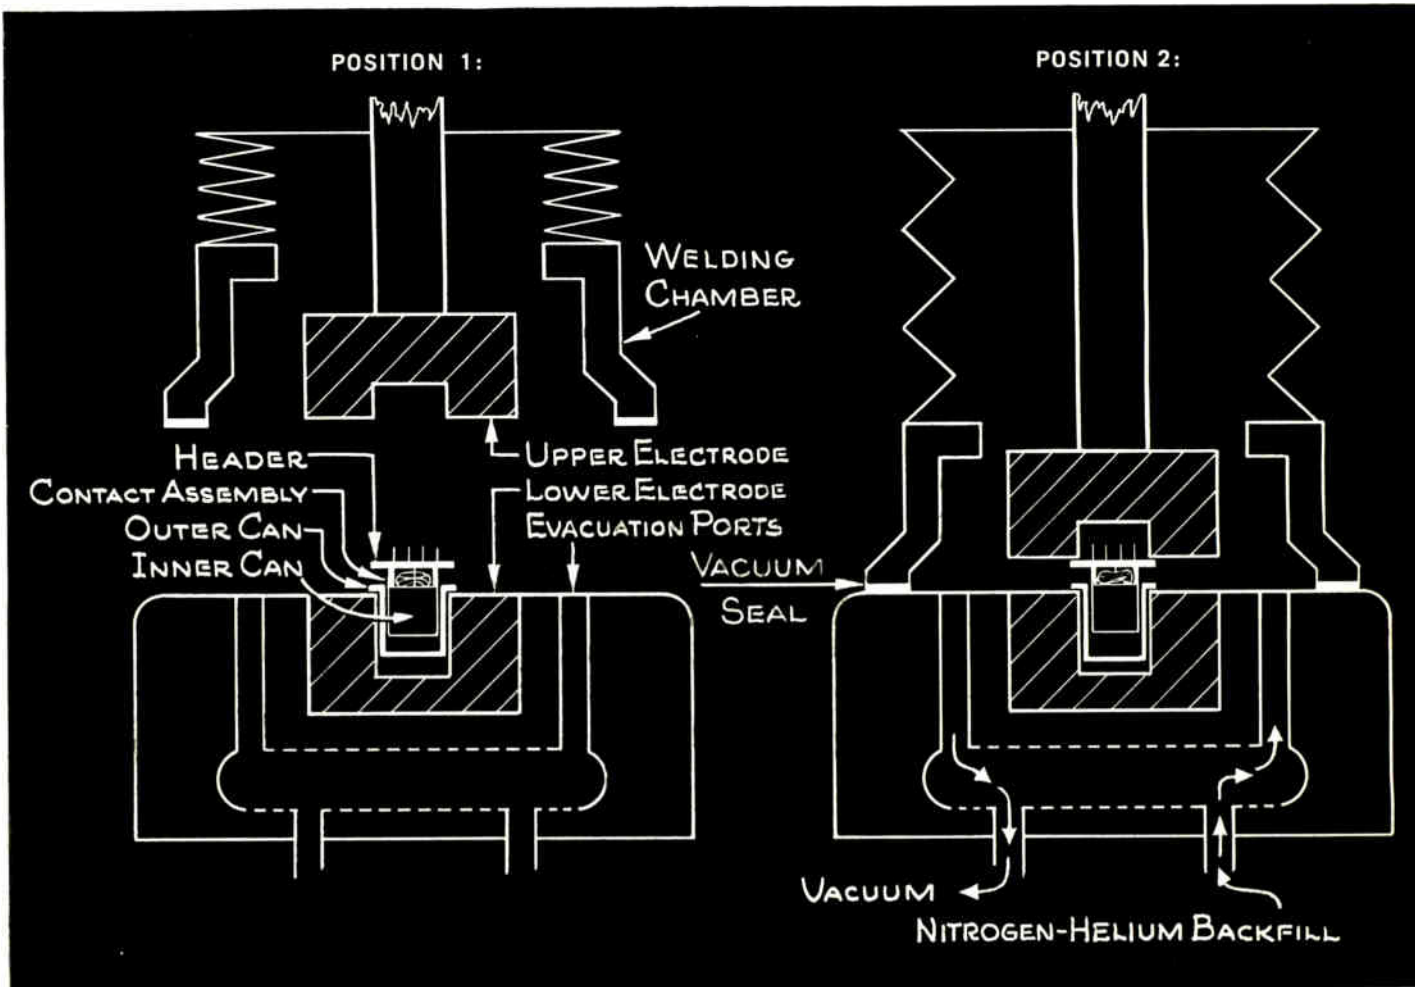 POSITION 1:
POSITION 2:
WELDING
CHAMBER
HEADER
CONTACT ASSEMBLY
OUTER CAN
INNER CAN
UPPER ELECTRODE
LOWER ELECTRODE
EVACUATION PORTS
VACUUM
SEAL
VACUUM
NITROGEN-HELIUM BACKFILL